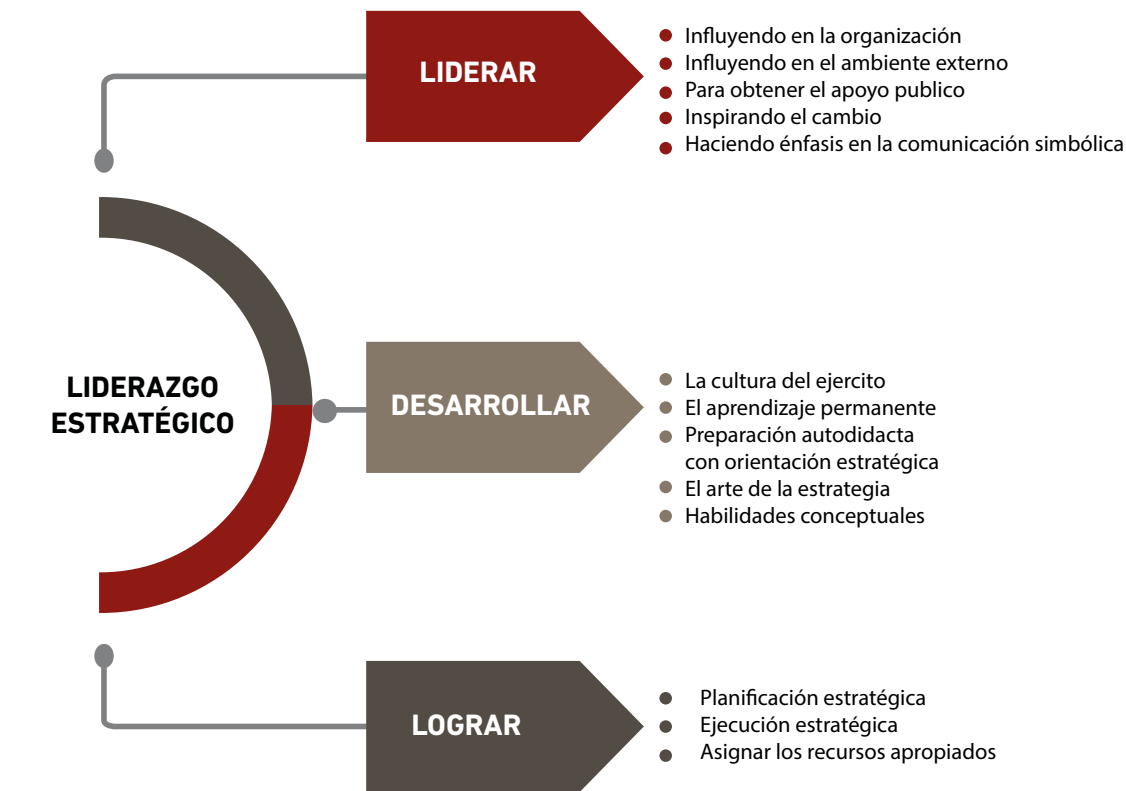 LIDERAZGO
ESTRATÉGICO
LIDERAR
Influyendo en la organización
Influyendo en el ambiente externo
Para obtener el apoyo publico
Inspirando el cambio
Haciendo énfasis en la comunicación simbólica
DESARROLLAR
La cultura del ejercito
El aprendizaje permanente
Preparación autodidacta
con orientación estratégica
El arte de la estrategia
Habilidades conceptuales
LOGRAR
Planificación estratégica
Ejecución estratégica
Asignar los recursos apropiados